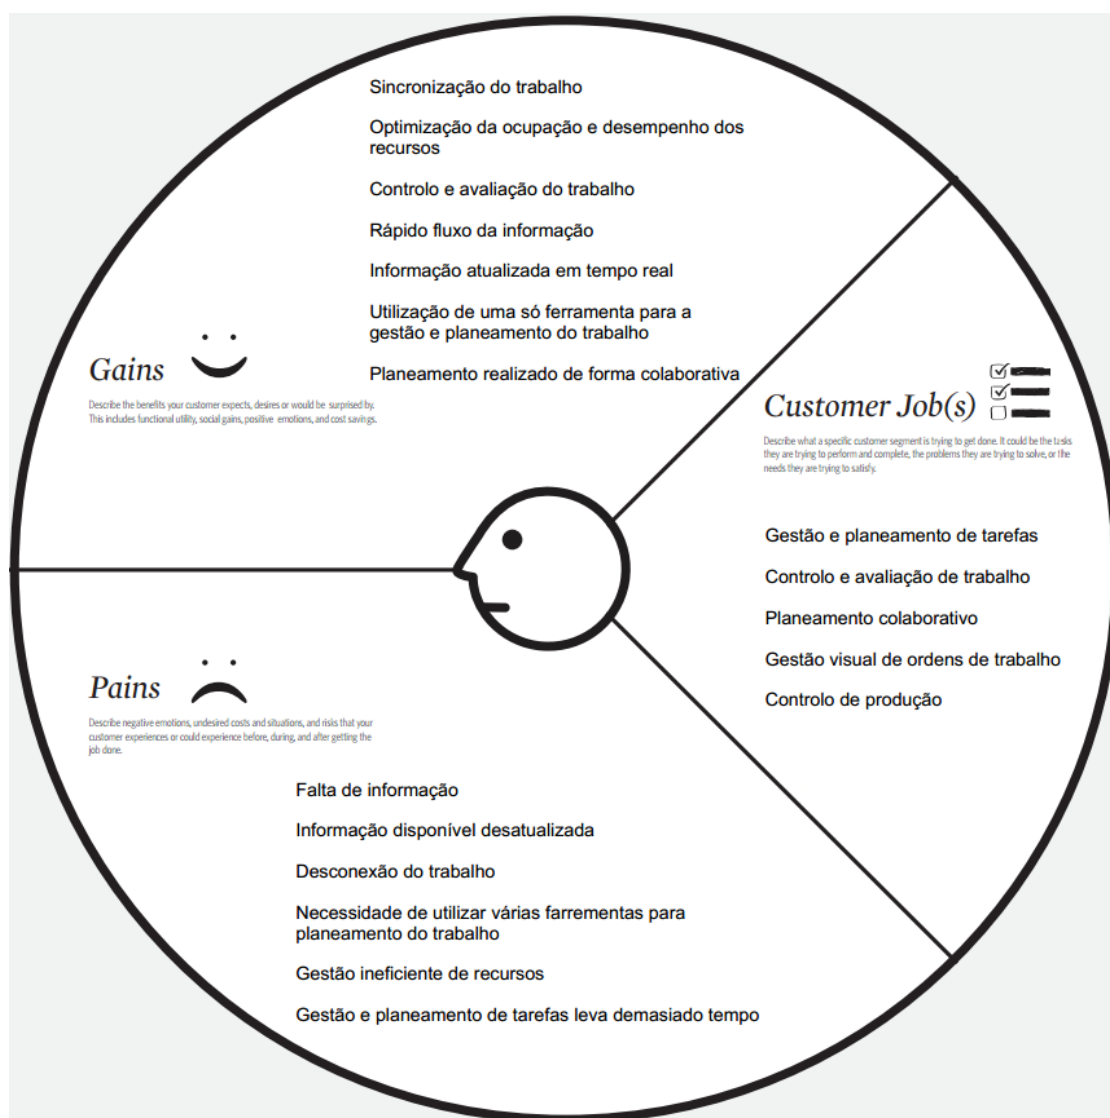 Sincronização do trabalho
Optimização da ocupação e desempenho dos
recursos
Controlo e avaliação do trabalho
Rápido fluxo da informação
Informação atualizada em tempo real
Utilização de uma só ferramenta para a
gestão e planeamento do trabalho
Planeamento realizado de forma colaborativa
Gains
Describe the benefits your customer expects, desires or would be surprised by.
This includes functional utility, social gains, positive emotions, and cost savings.
Customer Job(s)
Describe what a specific customer segment is trying to get done. It could be the tasks
they are trying to perform and complete, the problems they are trying to solve, or the
needs they are trying to satisfy.
Gestão e planeamento de tarefas
Controlo e avaliação de trabalho
Planeamento colaborativo
Gestão visual de ordens de trabalho
Controlo de produção
Pains
Describe negative emotions, undesired costs and situations, and risks that your
customer experiences or could experience before, during, and after getting the
job done.
Falta de informação
Informação disponível desatualizada
Desconexão do trabalho
Necessidade de utilizar várias farrementas para
planeamento do trabalho
Gestão ineficiente de recursos
Gestão e planeamento de tarefas leva demasiado tempo